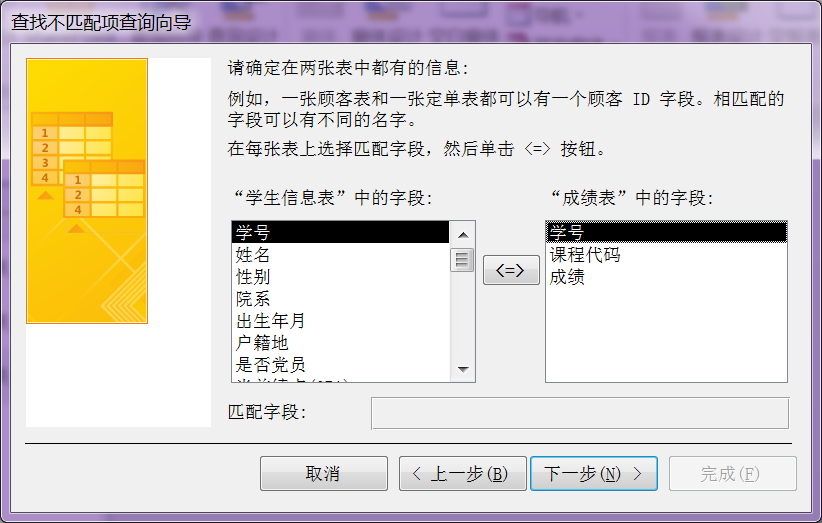 查找不匹配项查询向导
请确定在两张表中都有的信息:
例如，一张顾客表和一张定单表都可以有一个顾客 ID 字段。相匹配的
字段可以有不同的名字。
在每张表上选择匹配字段，然后单击 <=> 按钮。
“学生信息表”中的字段:
“成绩表”中的字段:
学号
姓名
性别
院系
出生年月
户籍地
是否党员
<=>
学号
课程代码
成绩
匹配字段:
取消
< 上一步(B)
下一步(N) >
完成(F)
1
2
3
4
1
2
4